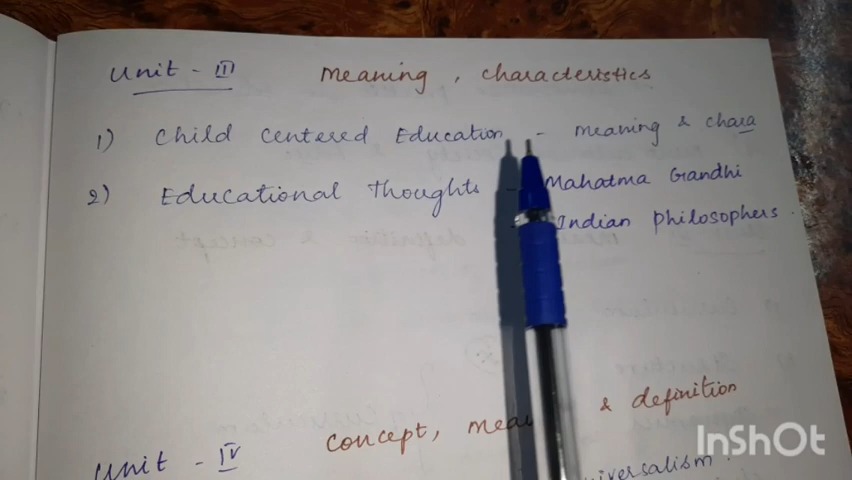 Unit - III Meaning, characteristics
1) Child Centered Education - meaning & chara
2) Educational Thoughts - Mahatma Gandhi
- Indian philosophers.
Unit - IV concept, & definition
InShOt